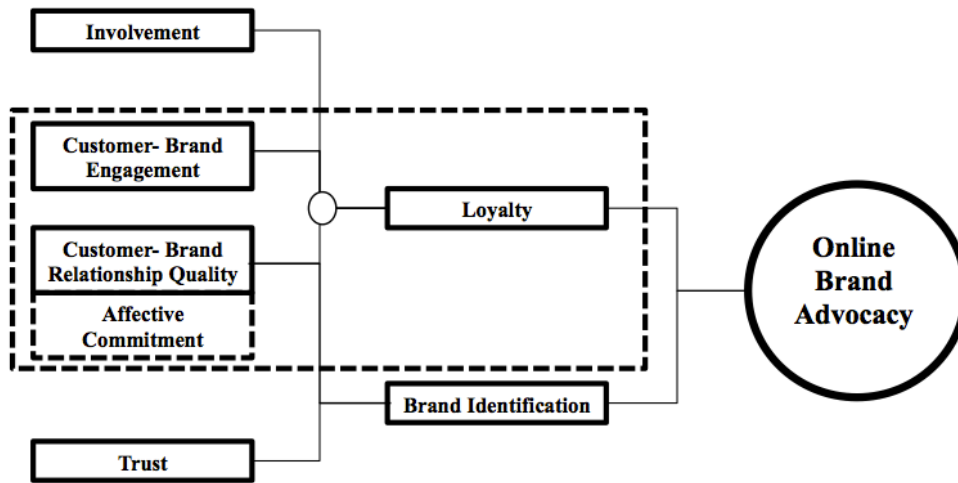 Involvement
Customer- Brand
Engagement
Customer- Brand
Relationship Quality
Affective
Commitment
Trust
Loyalty
Brand Identification
Online
Brand
Advocacy